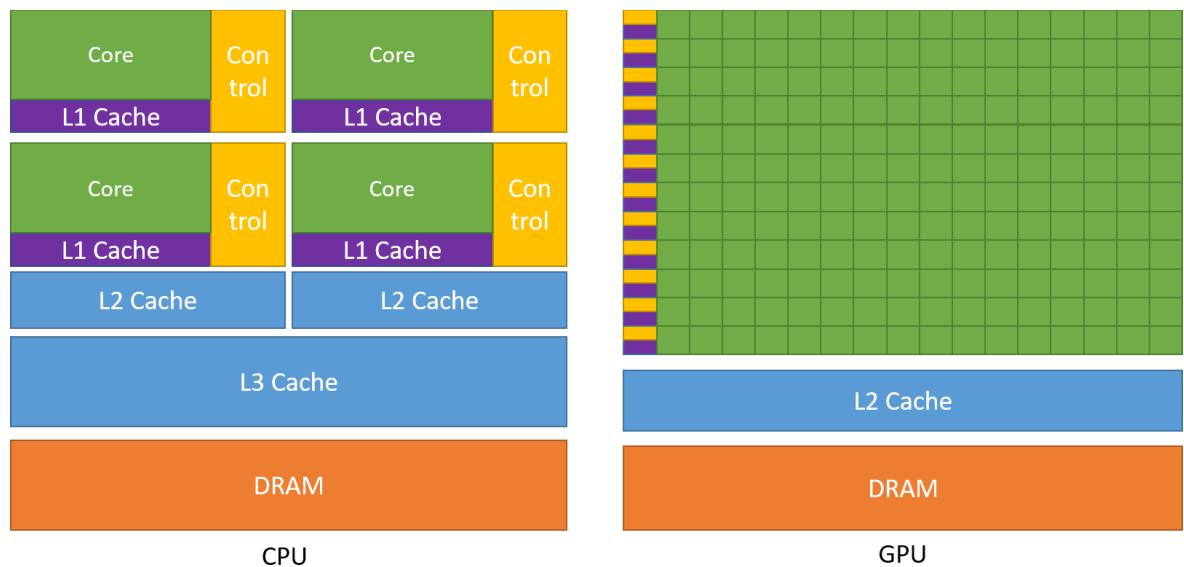 Core
Con
trol
L1 Cache
Core
Con
trol
L1 Cache
Core
Con
trol
L1 Cache
Core
Con
trol
L1 Cache
L2 Cache
L2 Cache
L3 Cache
DRAM
CPU
L2 Cache
DRAM
GPU